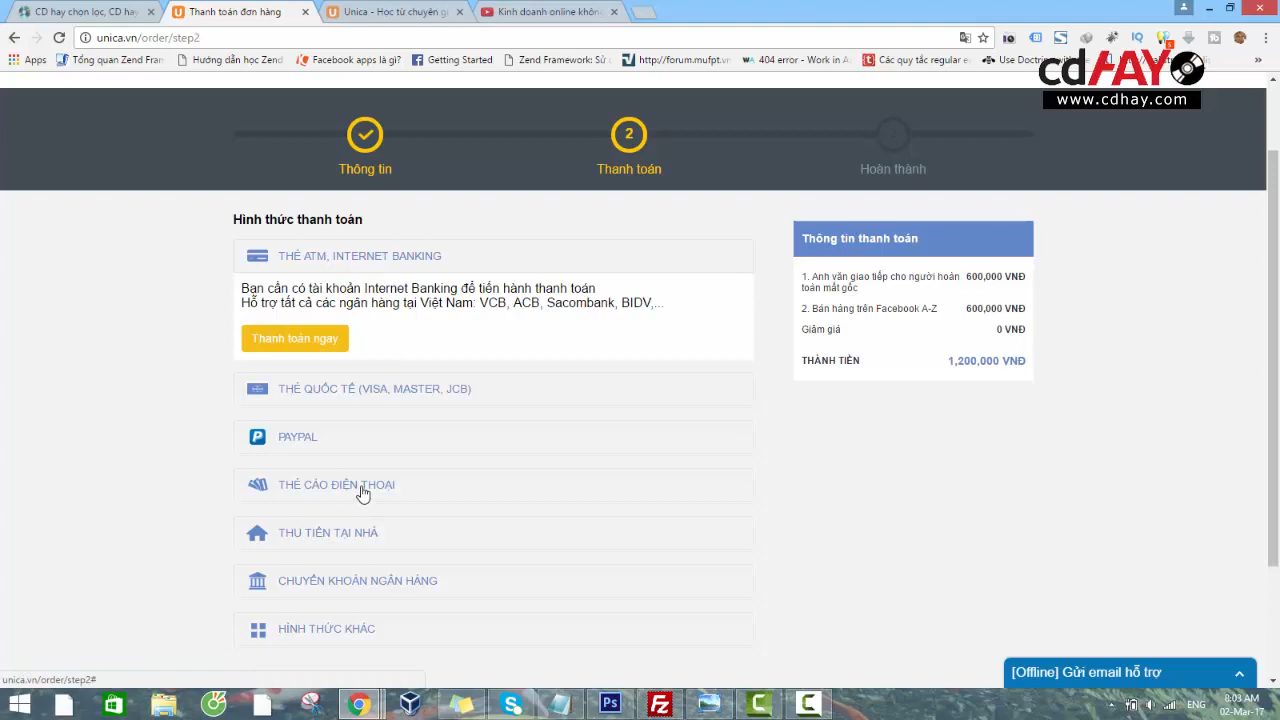 CD hay chọn lọc, CD hay
Thanh toán đơn hàng
Unica - Học từ chuyên gi
Kinh doanh online khôn
unica.vn/order/step2
Apps
Tổng quan Zend Fram
Hướng dẫn học Zend
Facebook apps là gì?
Getting Started
Zend Framework: Sử
http://forum.mufpt.vn
404 error - Work in
Các quy tắc regular e
Use Doctrin
cdHAY
www.cdhay.com
2
Thông tin
Thanh toán
Hoàn thành
Hình thức thanh toán
THẺ ATM, INTERNET BANKING
Bạn cần có tài khoản Internet Banking để tiến hành thanh toán
Hỗ trợ tất cả các ngân hàng tại Việt Nam: VCB, ACB, Sacombank, BIDV,...
Thanh toán ngay
THẺ QUỐC TẾ (VISA, MASTER, JCB)
PAYPAL
THẺ CÀO ĐIỆN THOẠI
THU TIỀN TẠI NHÀ
CHUYỂN KHOẢN NGÂN HÀNG
HÌNH THỨC KHÁC
Thông tin thanh toán
1. Anh văn giao tiếp cho người hoàn 600,000 VNĐ
toàn mất gốc
2. Bán hàng trên Facebook A-Z 600,000 VNĐ
Giảm giá 0 VNĐ
THÀNH TIỀN 1,200,000 VNĐ
[Offline] Gửi email hỗ trợ
unica.vn/order/step2#
ENG
8:03 AM
02-Mar-17